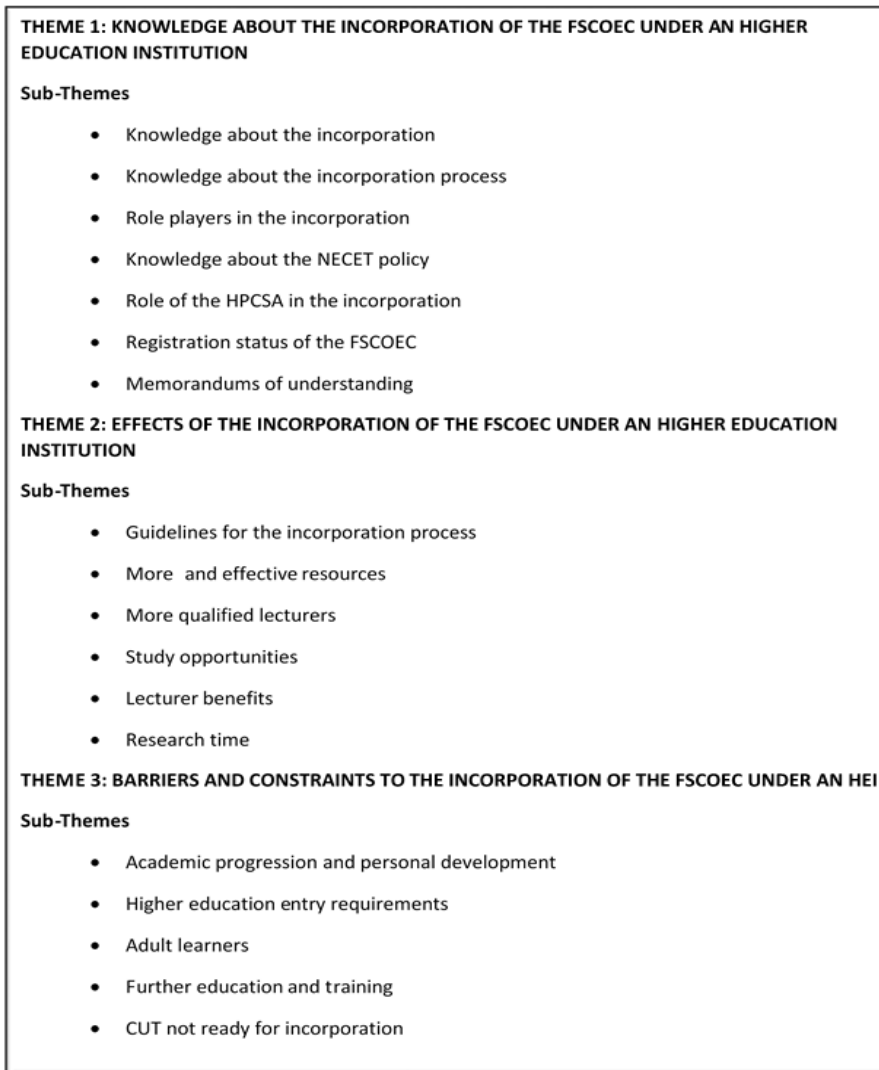 THEME 1: KNOWLEDGE ABOUT THE INCORPORATION OF THE FSCOEC UNDER AN HIGHER
EDUCATION INSTITUTION
Sub-Themes
• Knowledge about the incorporation
• Knowledge about the incorporation process
• Role players in the incorporation
• Knowledge about the NECET policy
• Role of the HPCSA in the incorporation
• Registration status of the FSCOEC
• Memorandums of understanding
THEME 2: EFFECTS OF THE INCORPORATION OF THE FSCOEC UNDER AN HIGHER EDUCATION
INSTITUTION
Sub-Themes
• Guidelines for the incorporation process
• More and effective resources
• More qualified lecturers
• Study opportunities
• Lecturer benefits
• Research time
THEME 3: BARRIERS AND CONSTRAINTS TO THE INCORPORATION OF THE FSCOEC UNDER AN HEI
Sub-Themes
• Academic progression and personal development
• Higher education entry requirements
• Adult learners
• Further education and training
• CUT not ready for incorporation